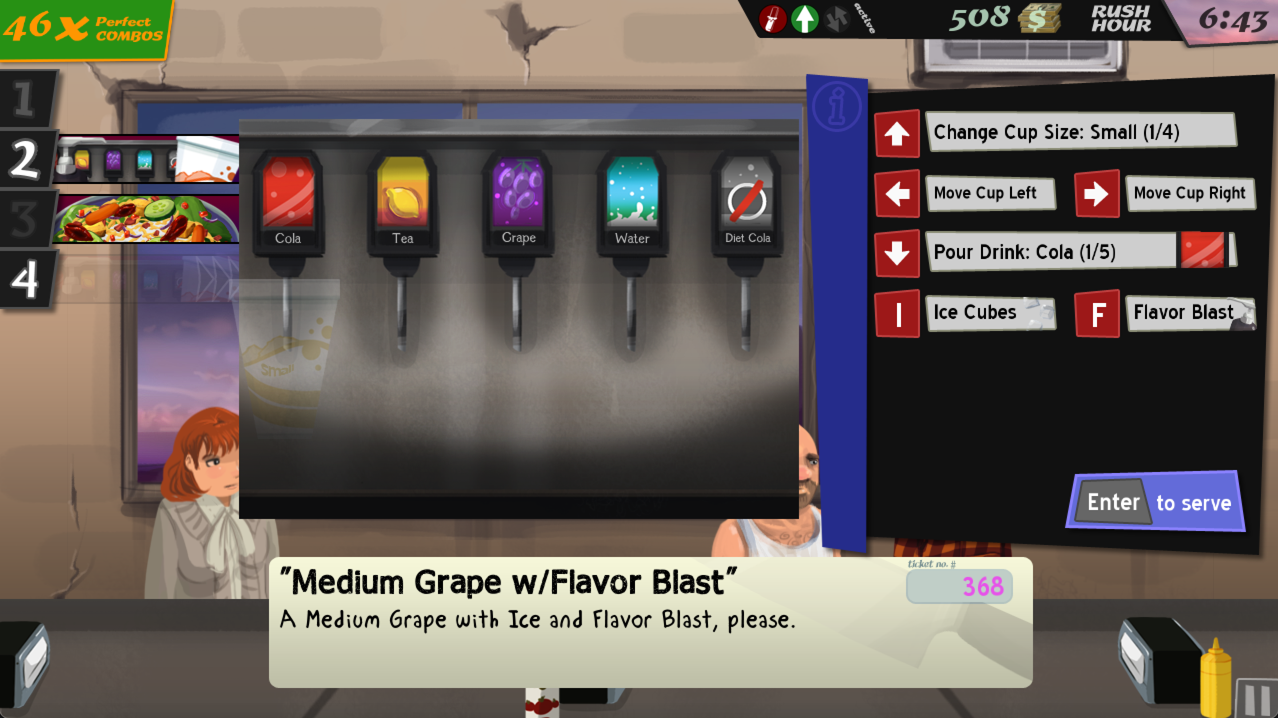 46x Perfect COMBOS
active
508 $
RUSH HOUR
6:43
1
2
3
4
Cola
Tea
Grape
Water
Diet Cola
Small
Change Cup Size: Small (1/4)
Move Cup Left
Move Cup Right
Pour Drink: Cola (1/5)
I
Ice Cubes
F
Flavor Blast
Enter to serve
"Medium Grape w/Flavor Blast"
ticket no. #
368
A Medium Grape with Ice and Flavor Blast, please.